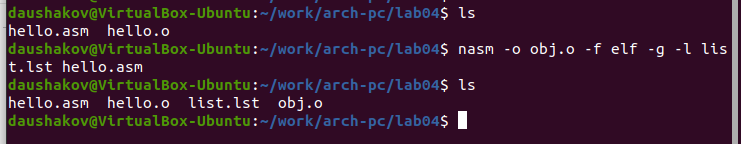 daushakov@VirtualBox-Ubuntu:~/work/arch-pc/lab04$ ls
hello.asm  hello.o
daushakov@VirtualBox-Ubuntu:~/work/arch-pc/lab04$ nasm -o obj.o -f elf -g -l lis
t.lst hello.asm
daushakov@VirtualBox-Ubuntu:~/work/arch-pc/lab04$ ls
hello.asm  hello.o  list.lst  obj.o
daushakov@VirtualBox-Ubuntu:~/work/arch-pc/lab04$